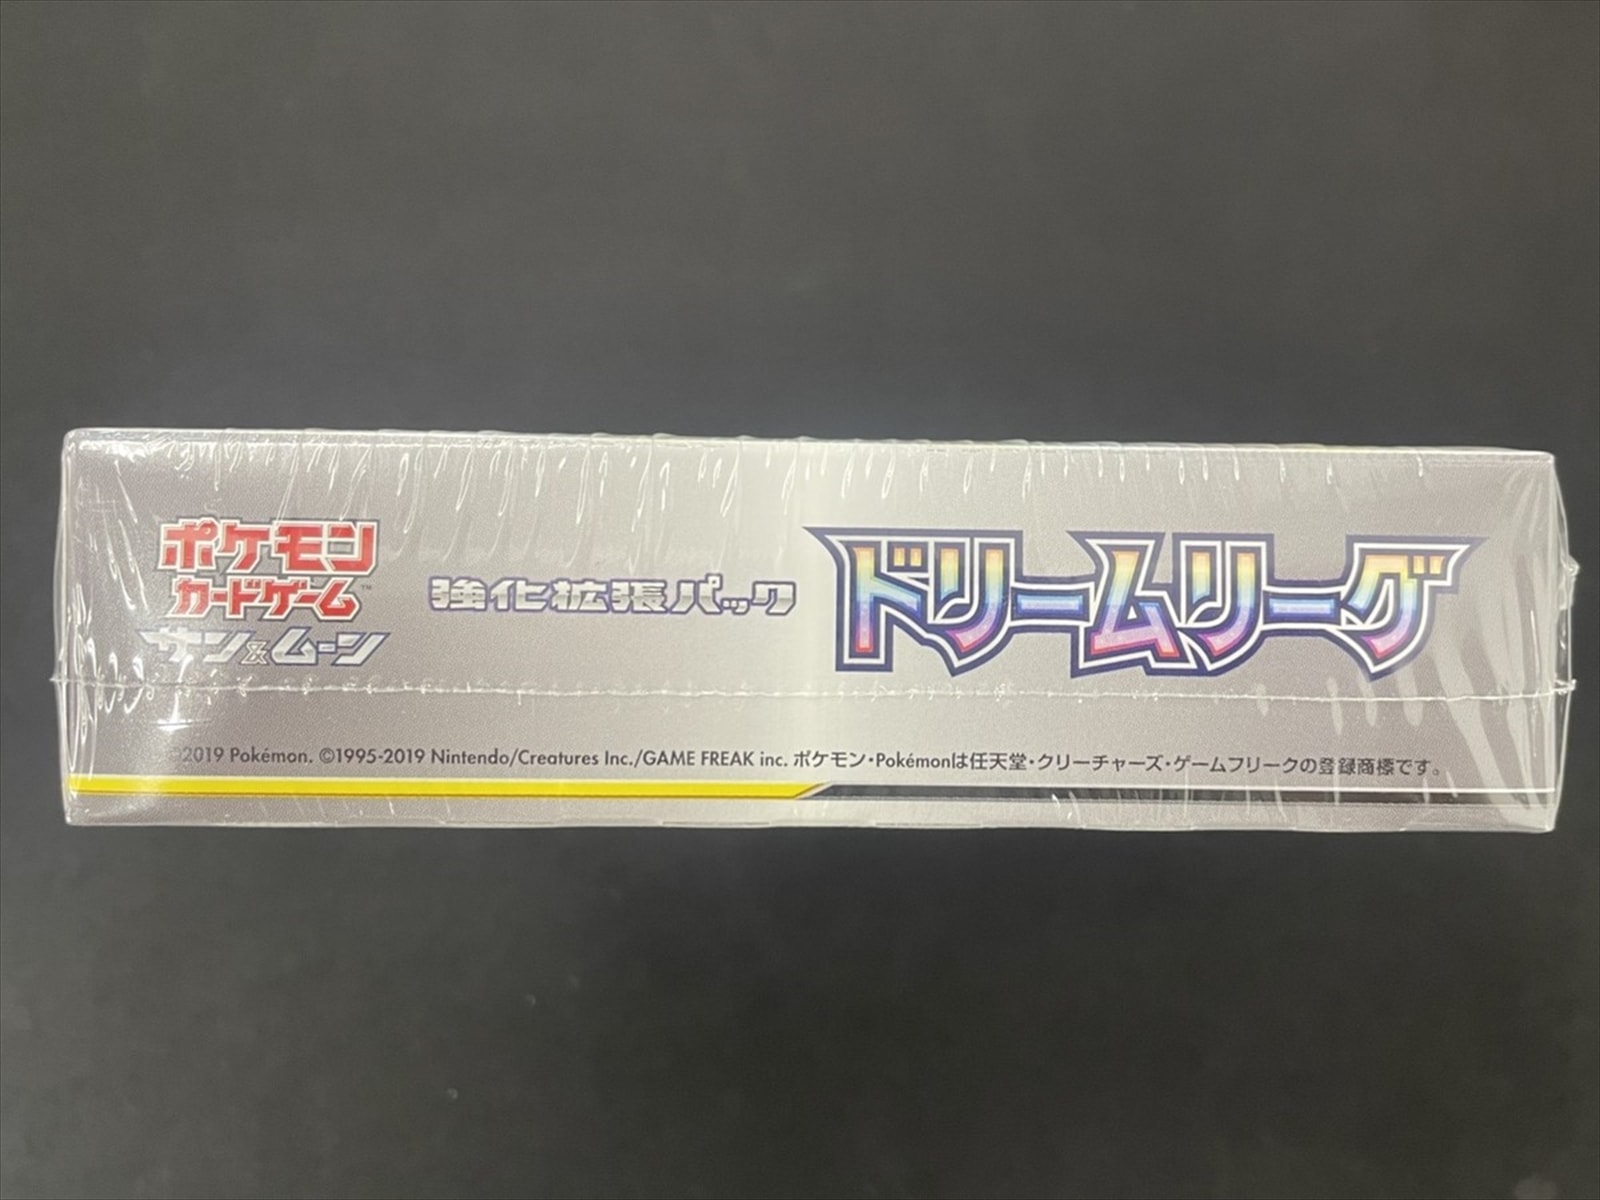 ポケモン
カードゲーム™
サン&ムーン
強化拡張パック
ドリームリーグ
©2019 Pokémon. ©1995-2019 Nintendo/Creatures Inc./GAME FREAK inc. ポケモン・Pokémonは任天堂・クリーチャーズ・ゲームフリークの登録商標です。